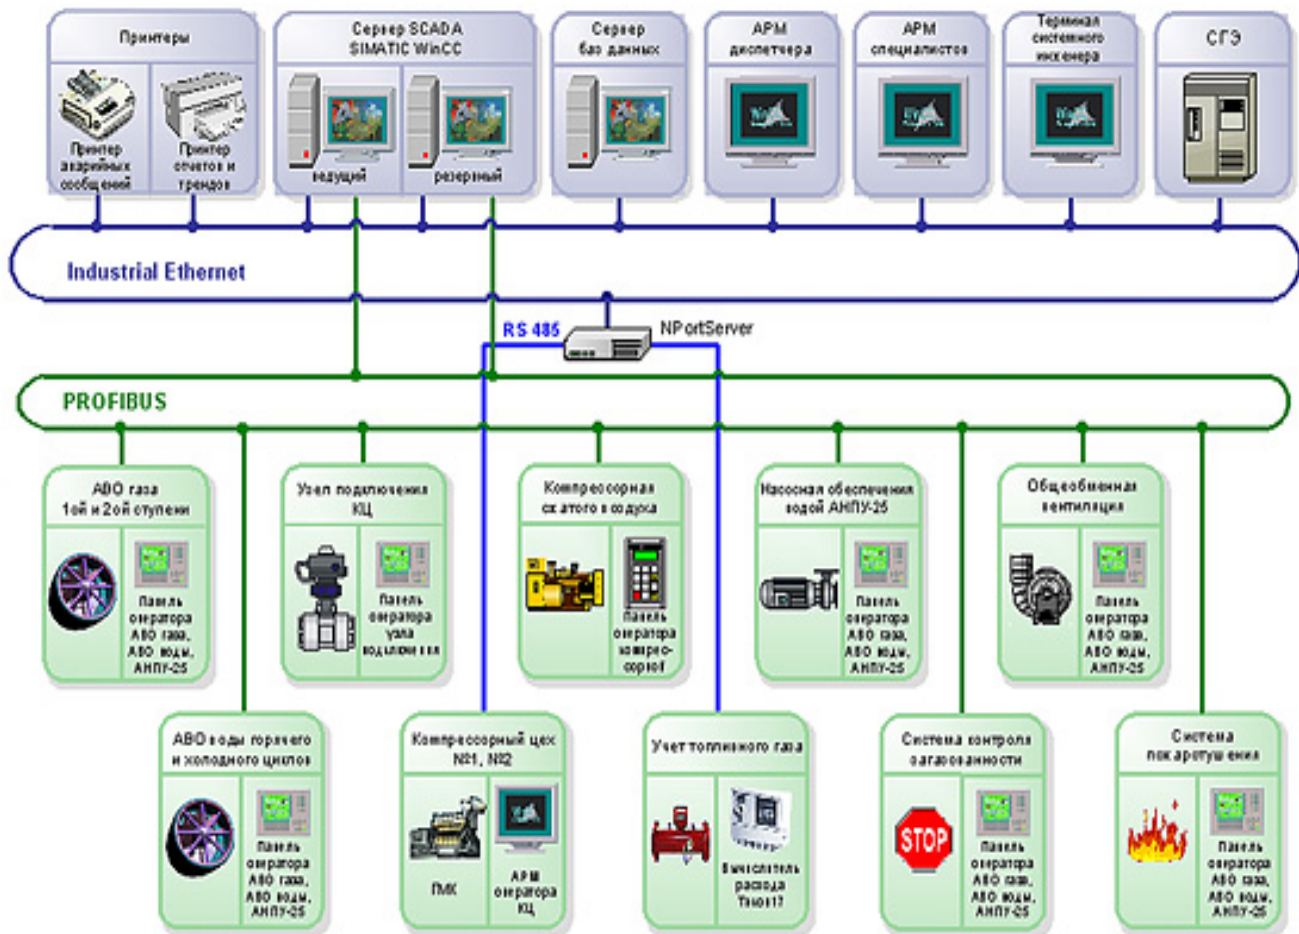 Принтеры
Принтер
аварийных
сообщений
Принтер
отчетов и
трендов
Сервер SCADA
SIMATIC WinCC
ведущий
резервный
Сервер
баз данных
АРМ
диспетчера
АРМ
специалистов
Терминал
системного
инженера
СГЭ
Industrial Ethernet
RS 485
NPortServer
PROFIBUS
АВО газа
1ой и 2ой ступени
Панель
оператора
АВО газа,
АВО воды,
АНПУ-25
Узел подключения
КЦ
Панель
оператора
узла
подключения
Компрессорная
сжатого воздуха
Панель
оператора
компрес-
сорной
Насосная обеспечения
водой АНПУ-25
Панель
оператора
АВО газа,
АВО воды,
АНПУ-25
Общеобменная
вентиляция
Панель
оператора
АВО газа,
АВО воды,
АНПУ-25
АВО воды горячего
и холодного циклов
Панель
оператора
АВО газа,
АВО воды,
АНПУ-25
Компрессорный цех
№1, №2
ГМК
АРМ
оператора
КЦ
Учет топливного газа
Вычислитель
расхода
Система контроля
загазованности
STOP
Панель
оператора
АВО газа,
АВО воды,
АНПУ-25
Система
пожаротушения
Панель
оператора
АВО газа,
АВО воды,
АНПУ-25